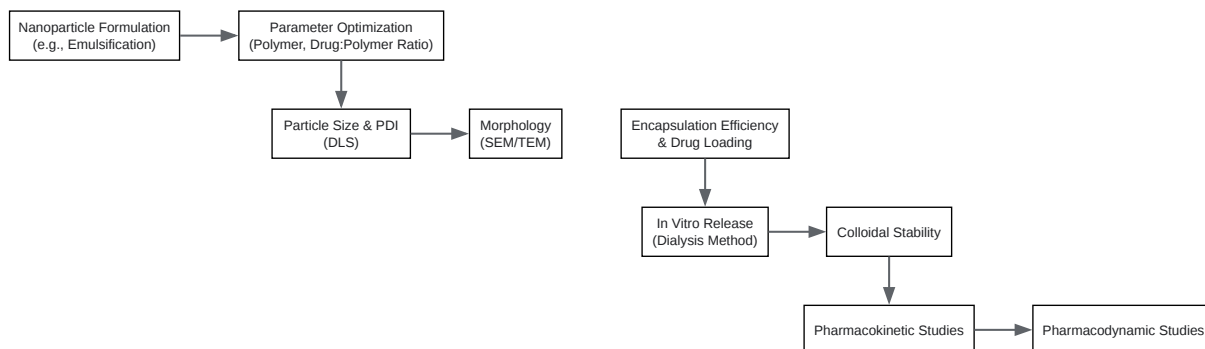 Nanoparticle Formulation
(e.g., Emulsification)
Parameter Optimization
(Polymer, Drug:Polymer Ratio)
Particle Size & PDI
(DLS)
Morphology
(SEM/TEM)
Encapsulation Efficiency
& Drug Loading
In Vitro Release
(Dialysis Method)
Colloidal Stability
Pharmacokinetic Studies
Pharmacodynamic Studies